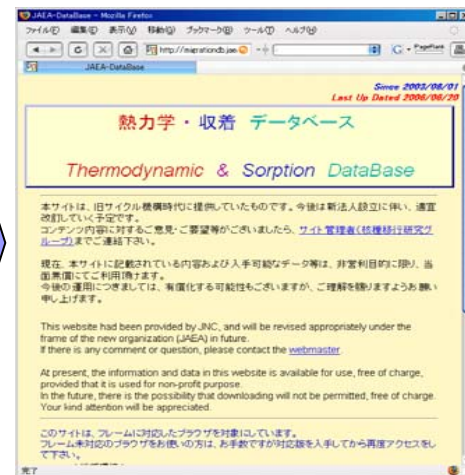 JAEA-DataBase - Mozilla Firefox
ファイル(F) 編集(E) 表示(V) 移動(G) ブックマーク(B) ツール(T) ヘルプ(H)
http://migrationdb.jaea
PageRank
JAEA-DataBase
Since 2003/08/01
Last Up Dated 2006/06/20
熱力学・収着 データベース
Thermodynamic & Sorption DataBase
本サイトは、旧サイクル機構時代に提供していたものです。今後は新法人設立に伴い、適宜
改訂していく予定です。
コンテンツ内容に対するご意見・ご要望等がございましたら、サイト管理者(核種移行研究グ
ループ)までご連絡下さい。
現在、本サイトに記載されている内容および入手可能なデータ等は、非営利目的に限り、当
面無償にてご利用頂けます。
今後の運用につきましては、有償化する可能性もございますが、ご理解を賜りますようお願い
申し上げます。
This website had been provided by JNC, and will be revised appropriately under the
frame of the new organization (JAEA) in future.
If there is any comment or question, please contact the webmaster.
At present, the information and data in this website is available for use, free of charge,
provided that it is used for non-profit purpose.
In the future, there is the possibility that downloading will not be permitted, free of charge.
Your kind attention will be appreciated.
このサイトは、フレームに対応したブラウザを対象にしています。
フレーム未対応のブラウザをお使いの方は、お手数ですが対応版を入手してから再度アクセスをし
て下さい。
完了